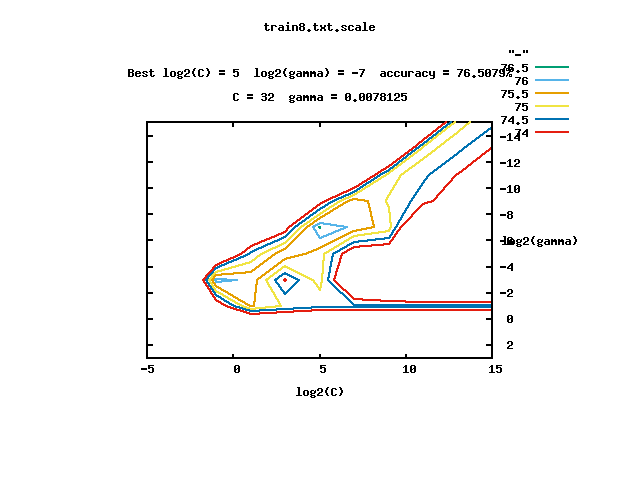 train8.txt.scale
"-"
Best log2(C) = 5  log2(gamma) = -7  accuracy = 76.5079%
76.5
76
C = 32  gamma = 0.0078125
75.5
75
74.5
74
-14
-12
-10
-8
-6
log2(gamma)
-4
-2
0
2
-5 0 5 10 15
log2(C)